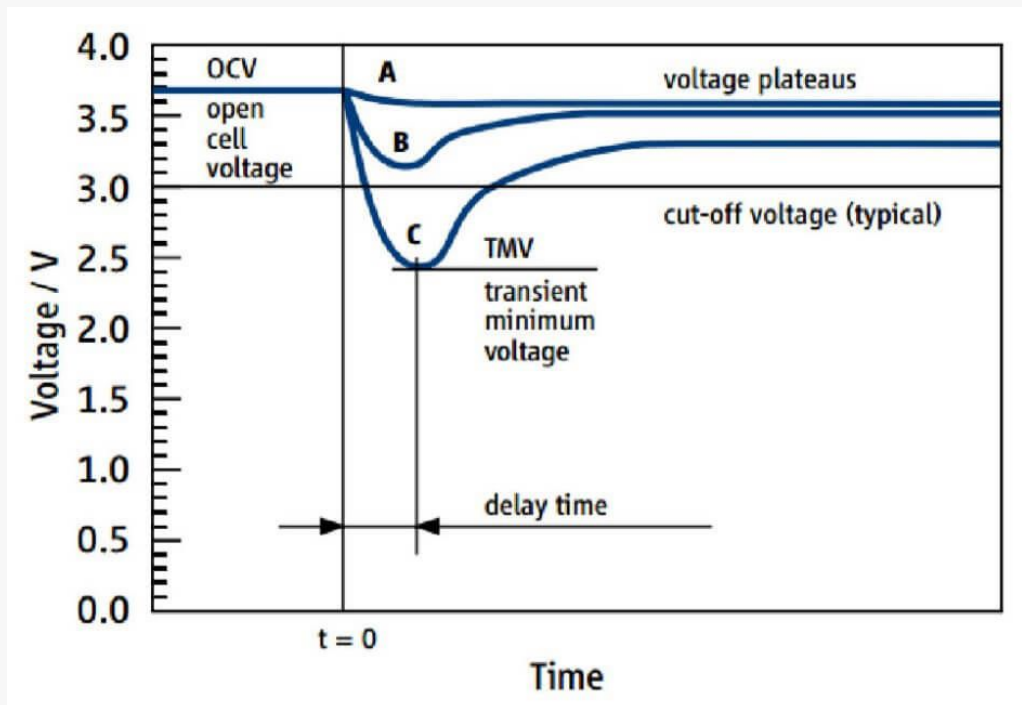 4.0
3.5
3.0
2.5
2.0
1.5
1.0
0.5
0.0
Voltage / V
OCV
open
cell
voltage
A
B
C
voltage plateaus
cut-off voltage (typical)
TMV
transient
minimum
voltage
delay time
t = 0
Time